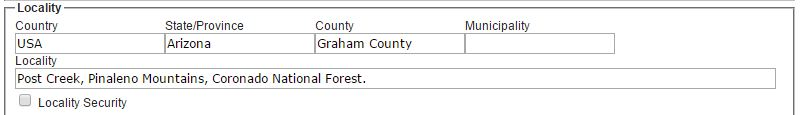 Locality
Country State/Province County Municipality
USA Arizona Graham County
Locality
Post Creek, Pinaleno Mountains, Coronado National Forest.
Locality Security